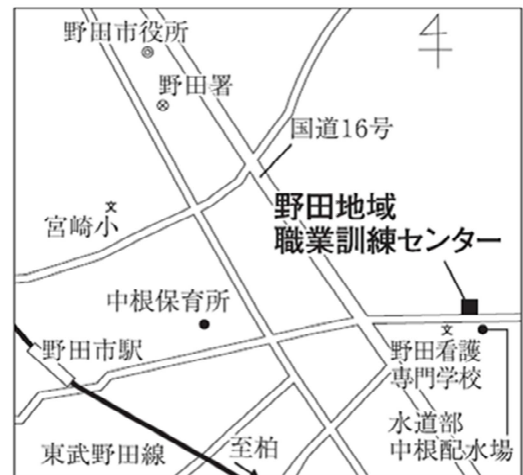 野田市役所
野田署
国道16号
野田地域
職業訓練センター
宮崎小
文
中根保育所
野田市駅
文
野田看護
専門学校
水道部
中根配水場
東武野田線
至柏